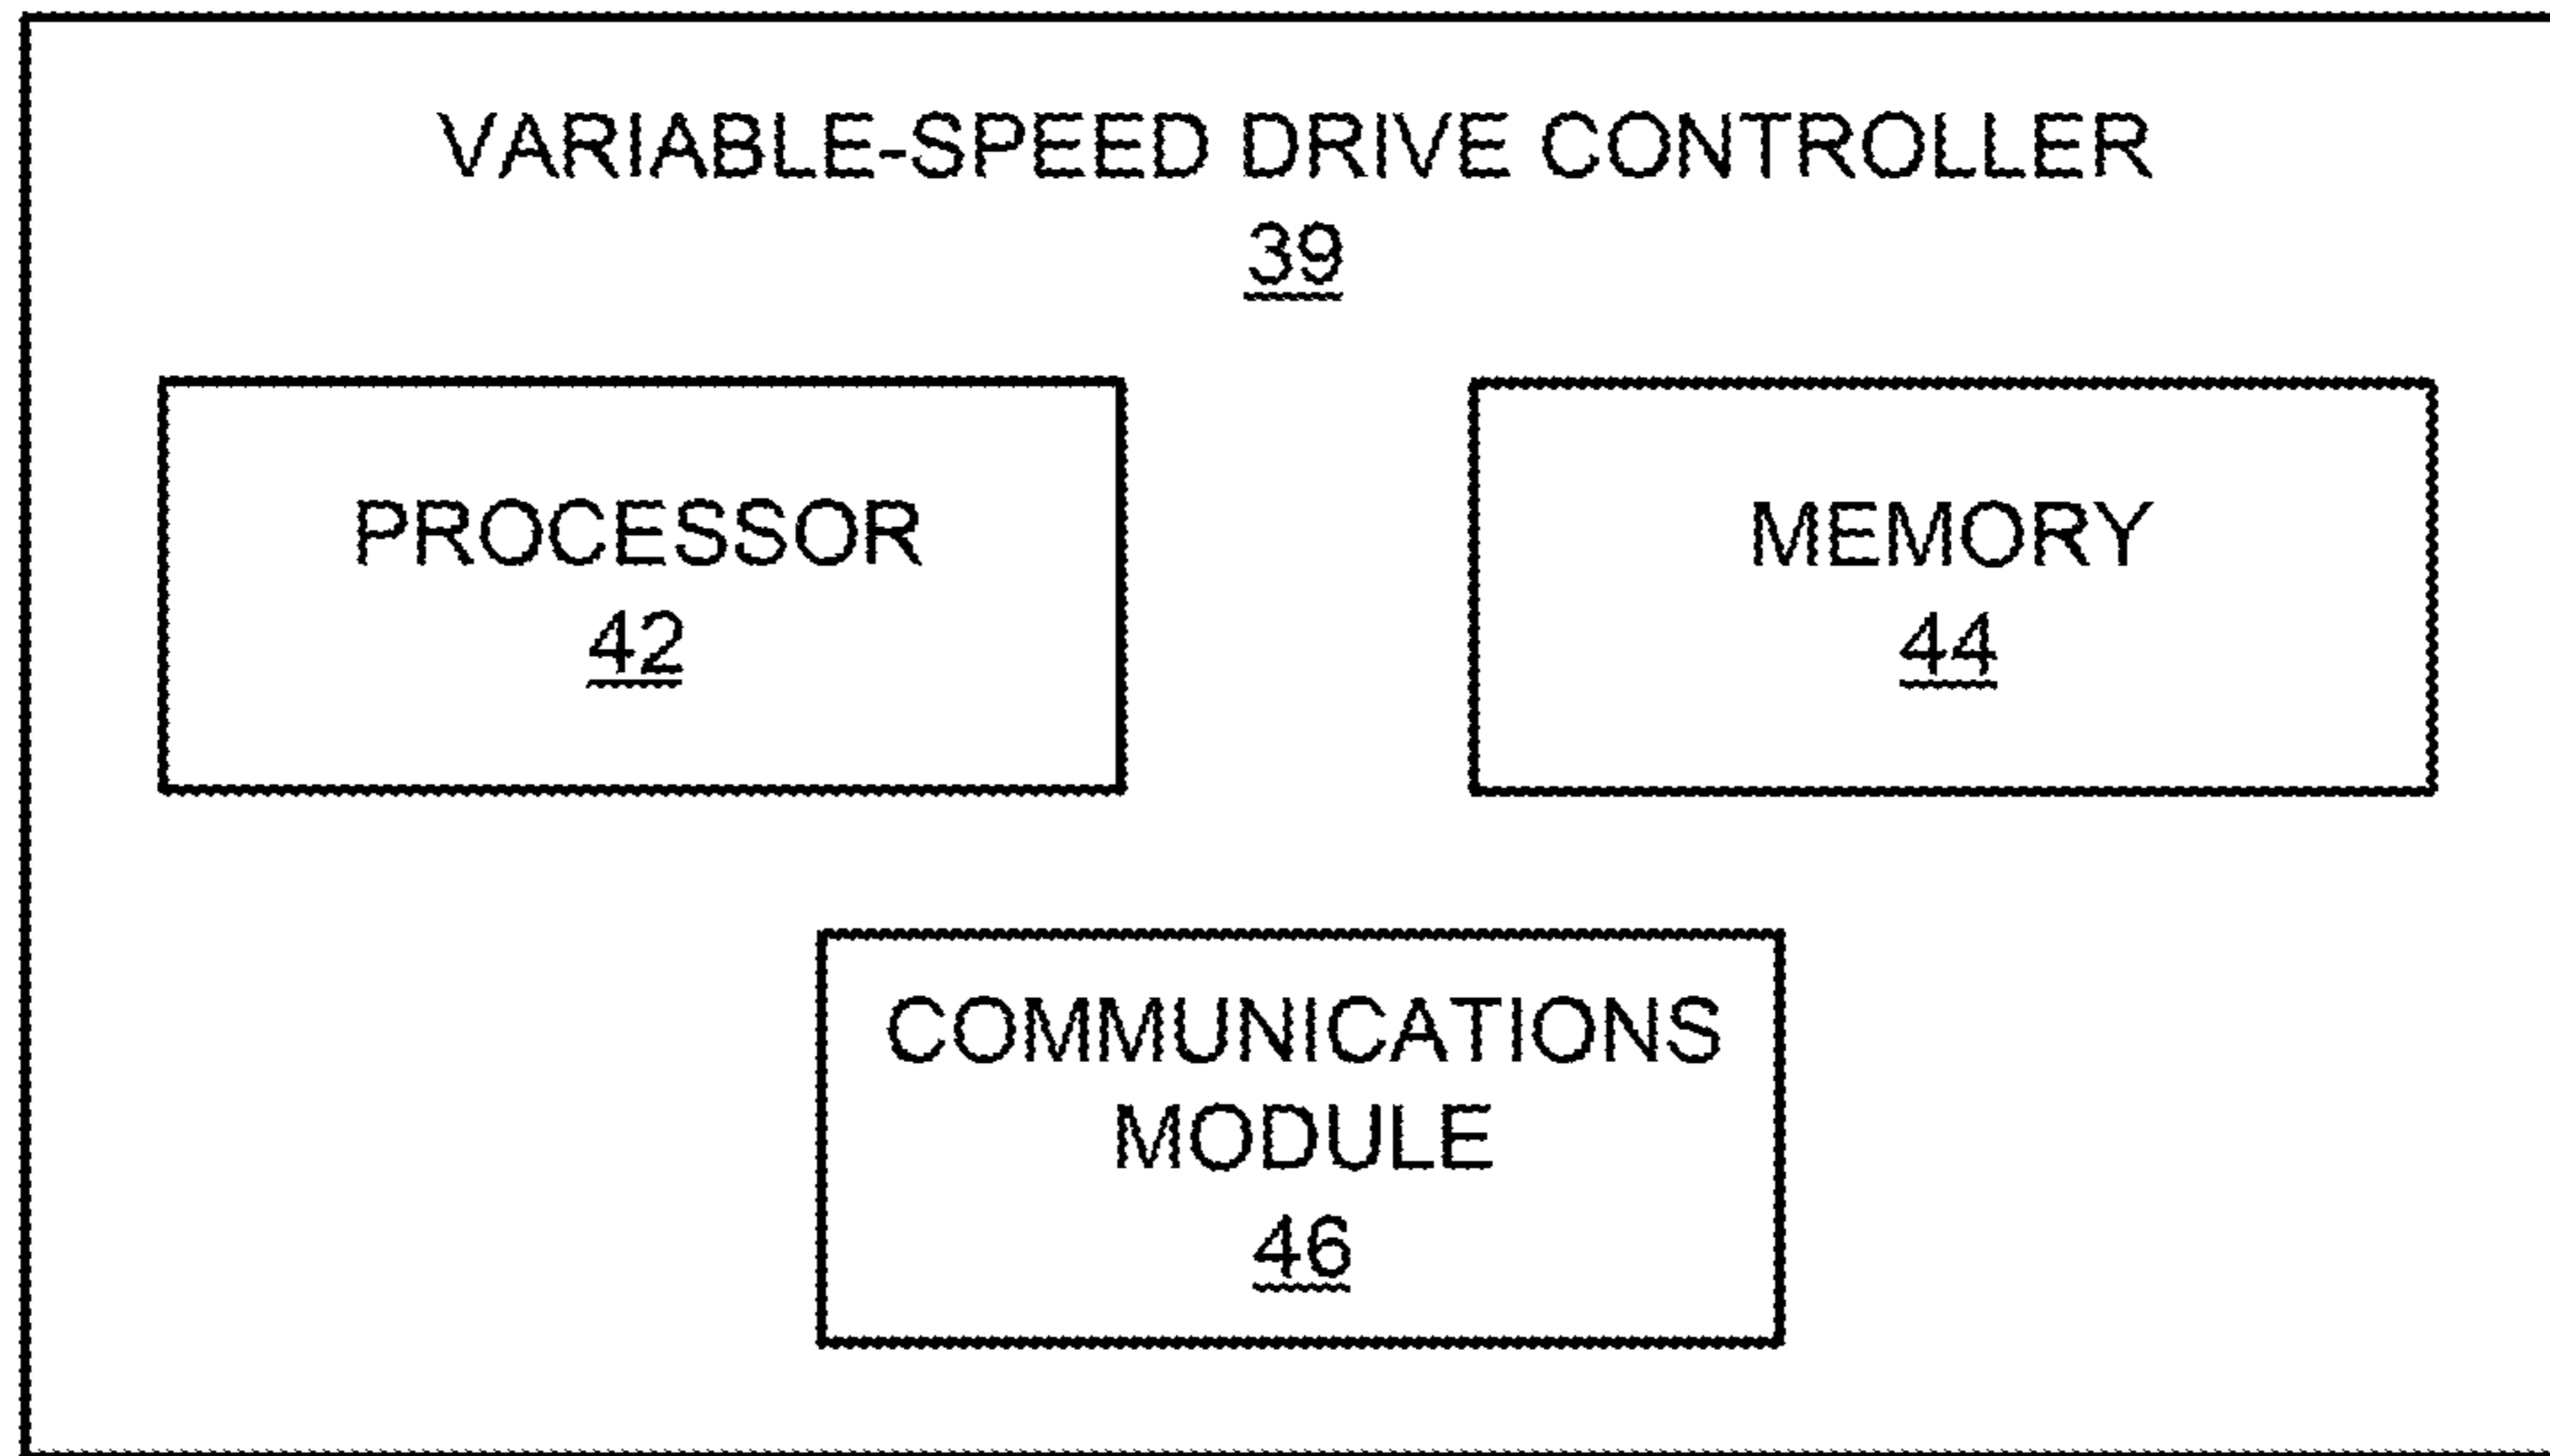 VARIABLE-SPEED DRIVE CONTROLLER
39
PROCESSOR
42
MEMORY
44
COMMUNICATIONS
MODULE
46